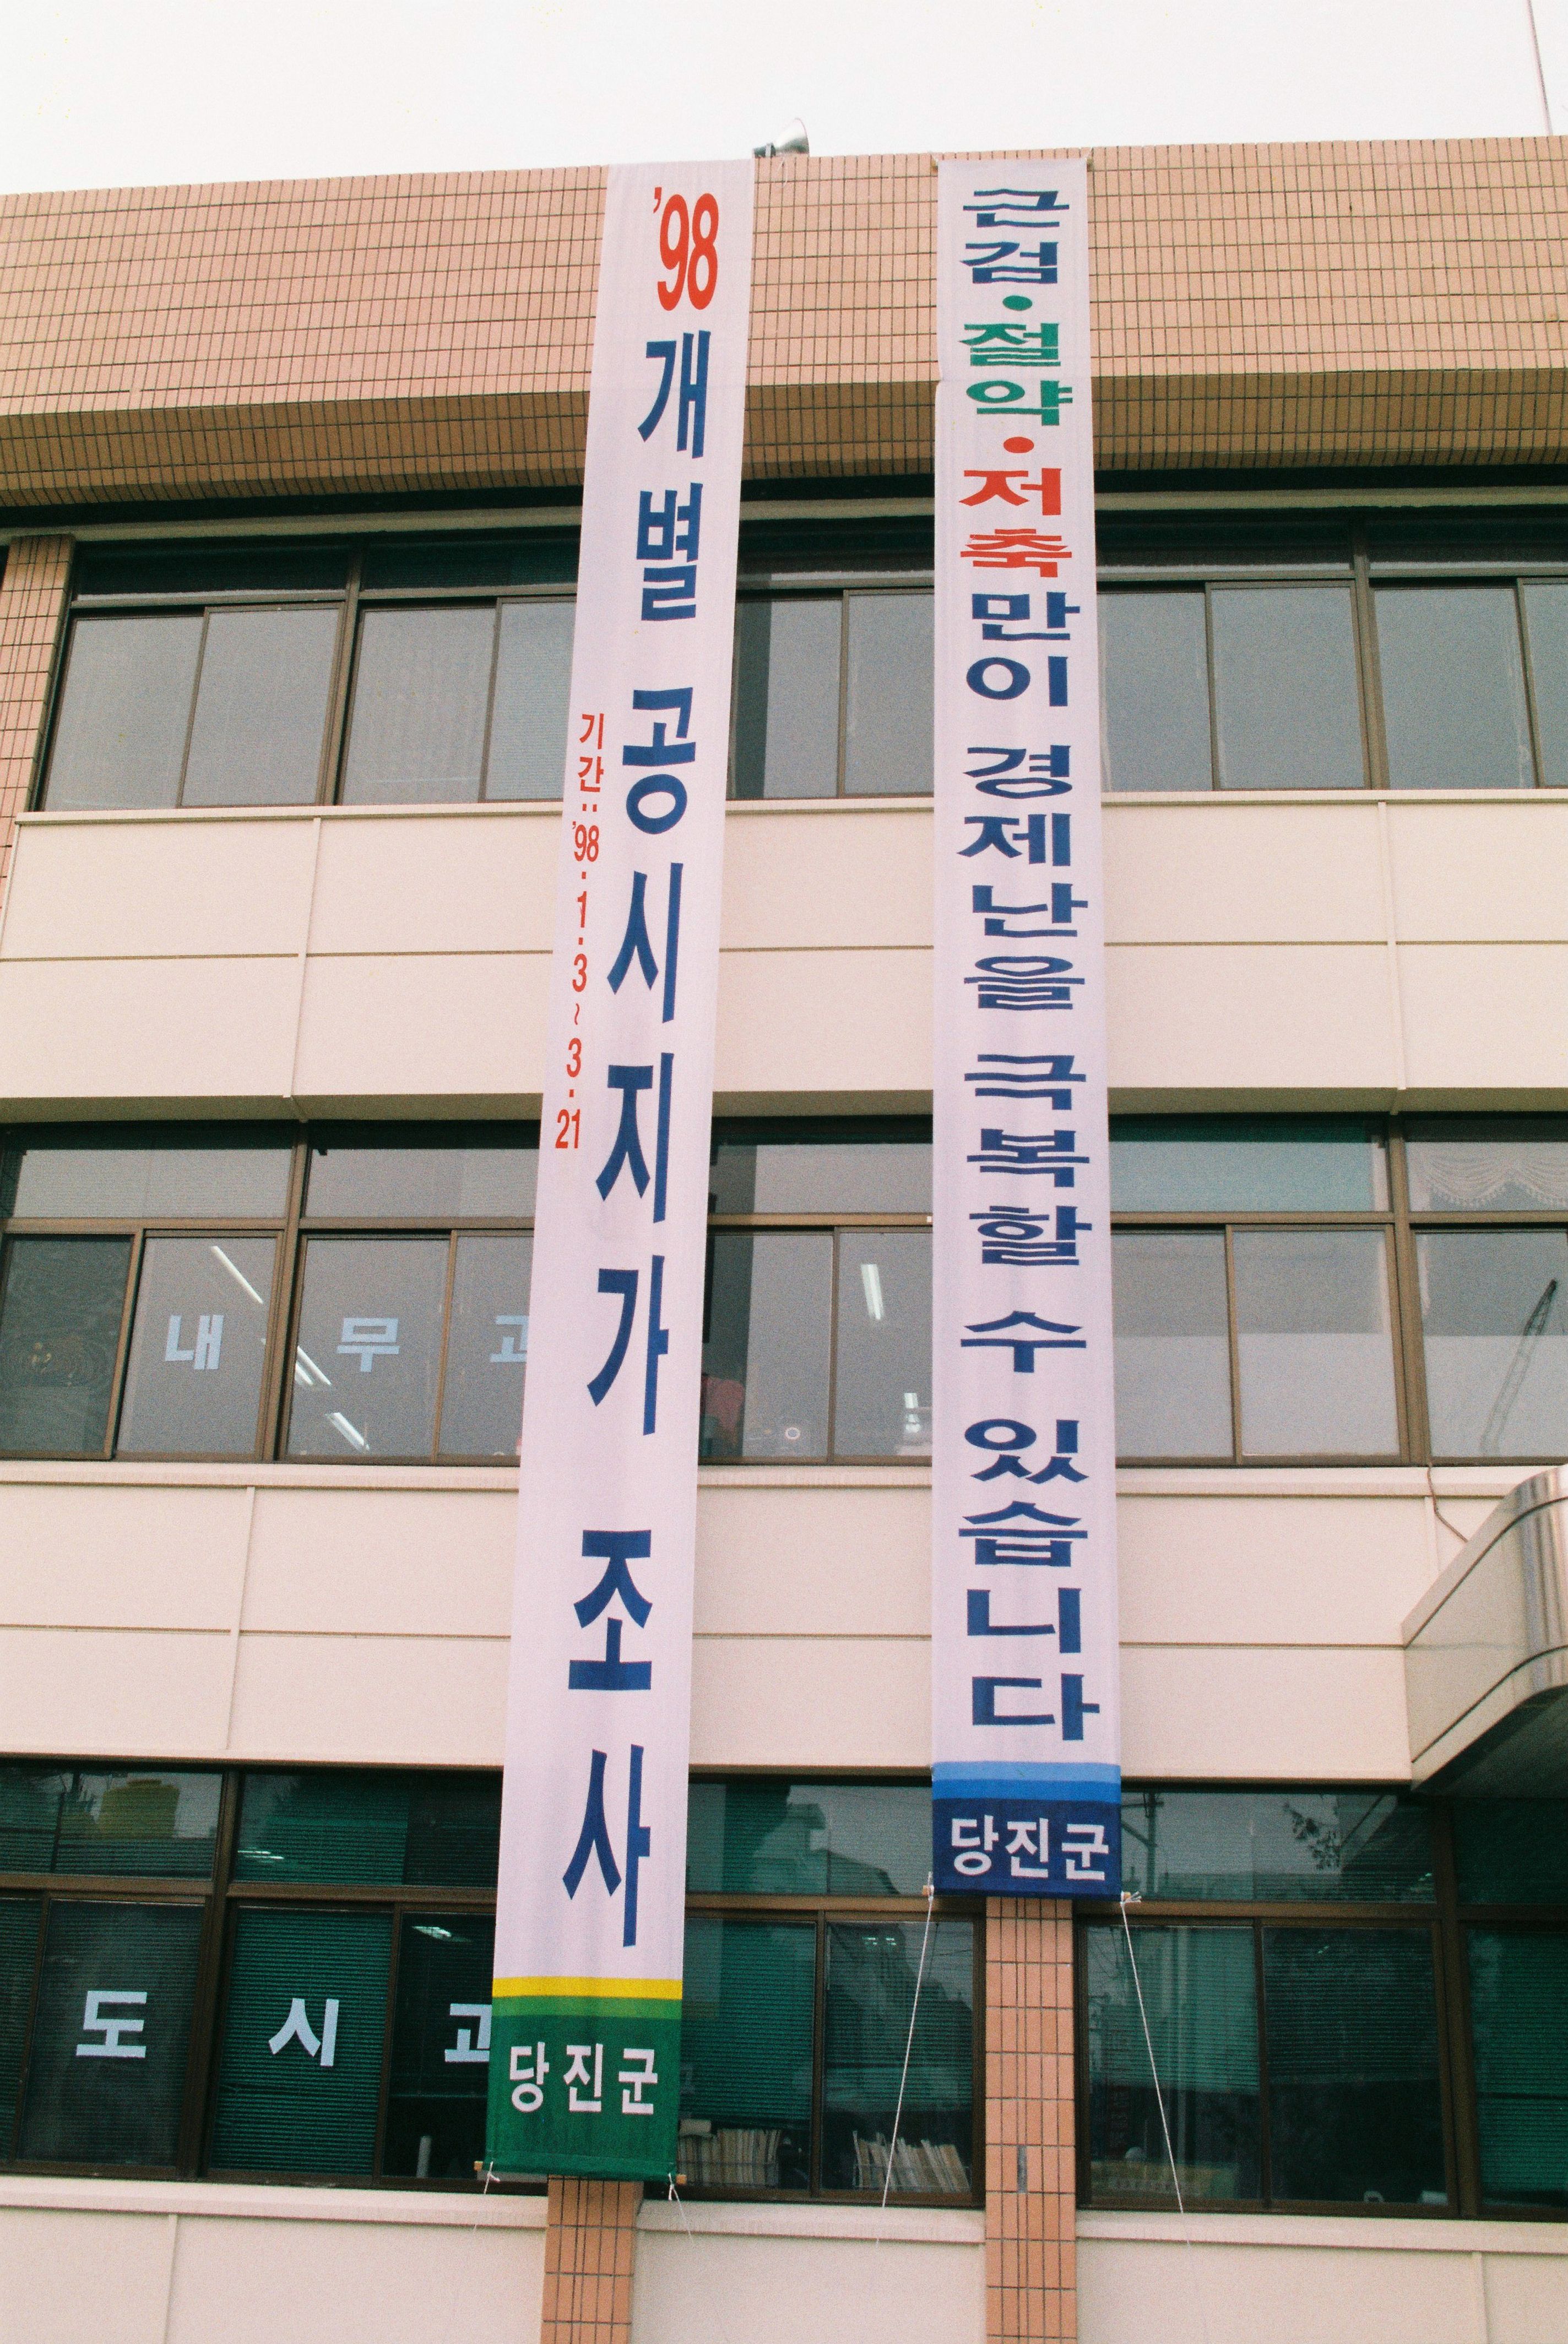 '98 개별 공시지가 조사
기간 : '98. 1. 3 ~ 3. 21
당진군
근검·절약·저축만이 경제난을 극복할 수 있습니다
당진군
내무
도시